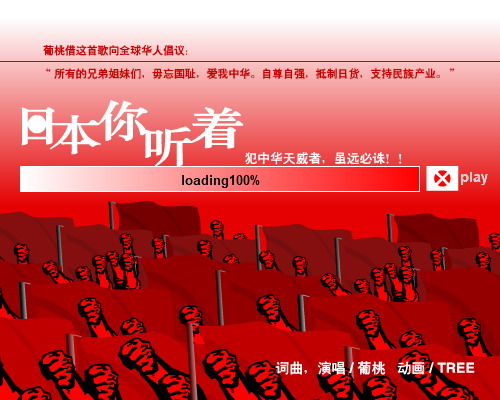 葡桃借这首歌向全球华人倡议：
“ 所有的兄弟姐妹们，毋忘国耻，爱我中华。自尊自强，抵制日货，支持民族产业。 ”
日本你听着
犯中华天威者，虽远必诛！！
loading100%
play
词曲，演唱 / 葡桃 动画 / TREE